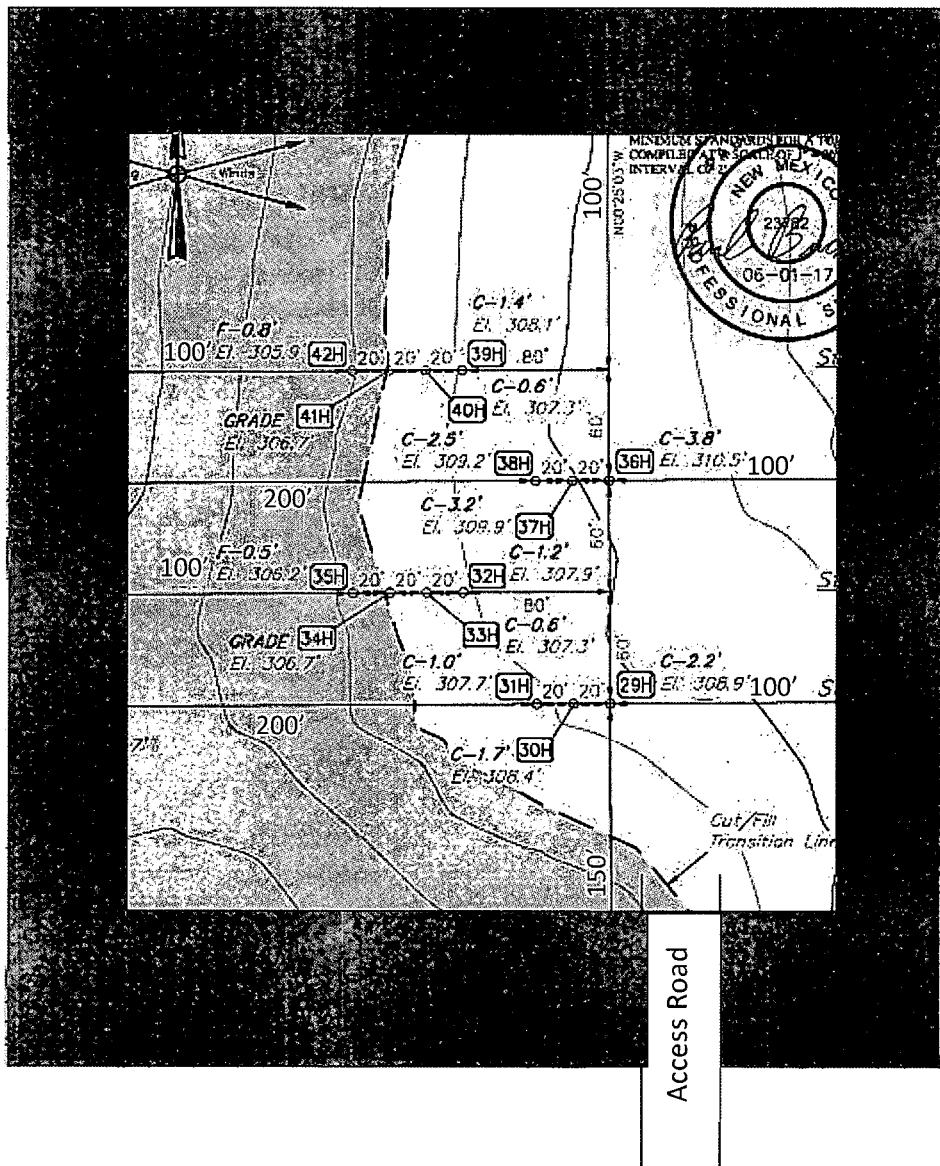 MINIMUM STANDARDS FOR A TOP
COMPILED AT A SCALE OF
INTERVAL OF 2'
NEW MEXICO
23782
06-01-17
PROFESSIONAL S
N00°25'03"W
100'
Winds
C-1.4'
El. 308.1'
F-0.8'
100' El. 305.9' 42H 20' 20' 20' 39H 80'
C-0.6'
GRADE 41H 40H El. 307.3'
El. 306.7'
C-2.5' 60' C-3.8'
El. 309.2' 38H 20' 20' 36H El. 310.5' 100'
200'
C-3.2'
El. 309.9' 37H 60'
F-0.5' C-1.2'
100' El. 306.2' 35H 20' 20' 20' 32H El. 307.9'
80'
GRADE 34H 33H C-0.6'
El. 306.7' El. 307.3'
60'
C-1.0' C-2.2'
El. 307.7' 31H 20' 20' 29H El. 308.9' 100'
200'
C-1.7' 30H
El. 308.4'
Cut/Fill
Transition Line
150
Access Road